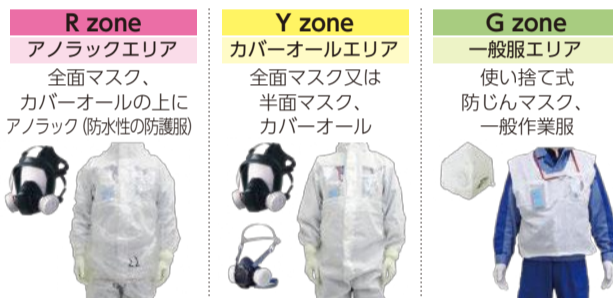 R zone
アノラックエリア
全面マスク、
カバーオールの上に
アノラック(防水性の防護服)
22
Y zone
カバーオールエリア
全面マスク又は
半面マスク、
カバーオール
G zone
一般服エリア
使い捨て式
防じんマスク、
一般作業服